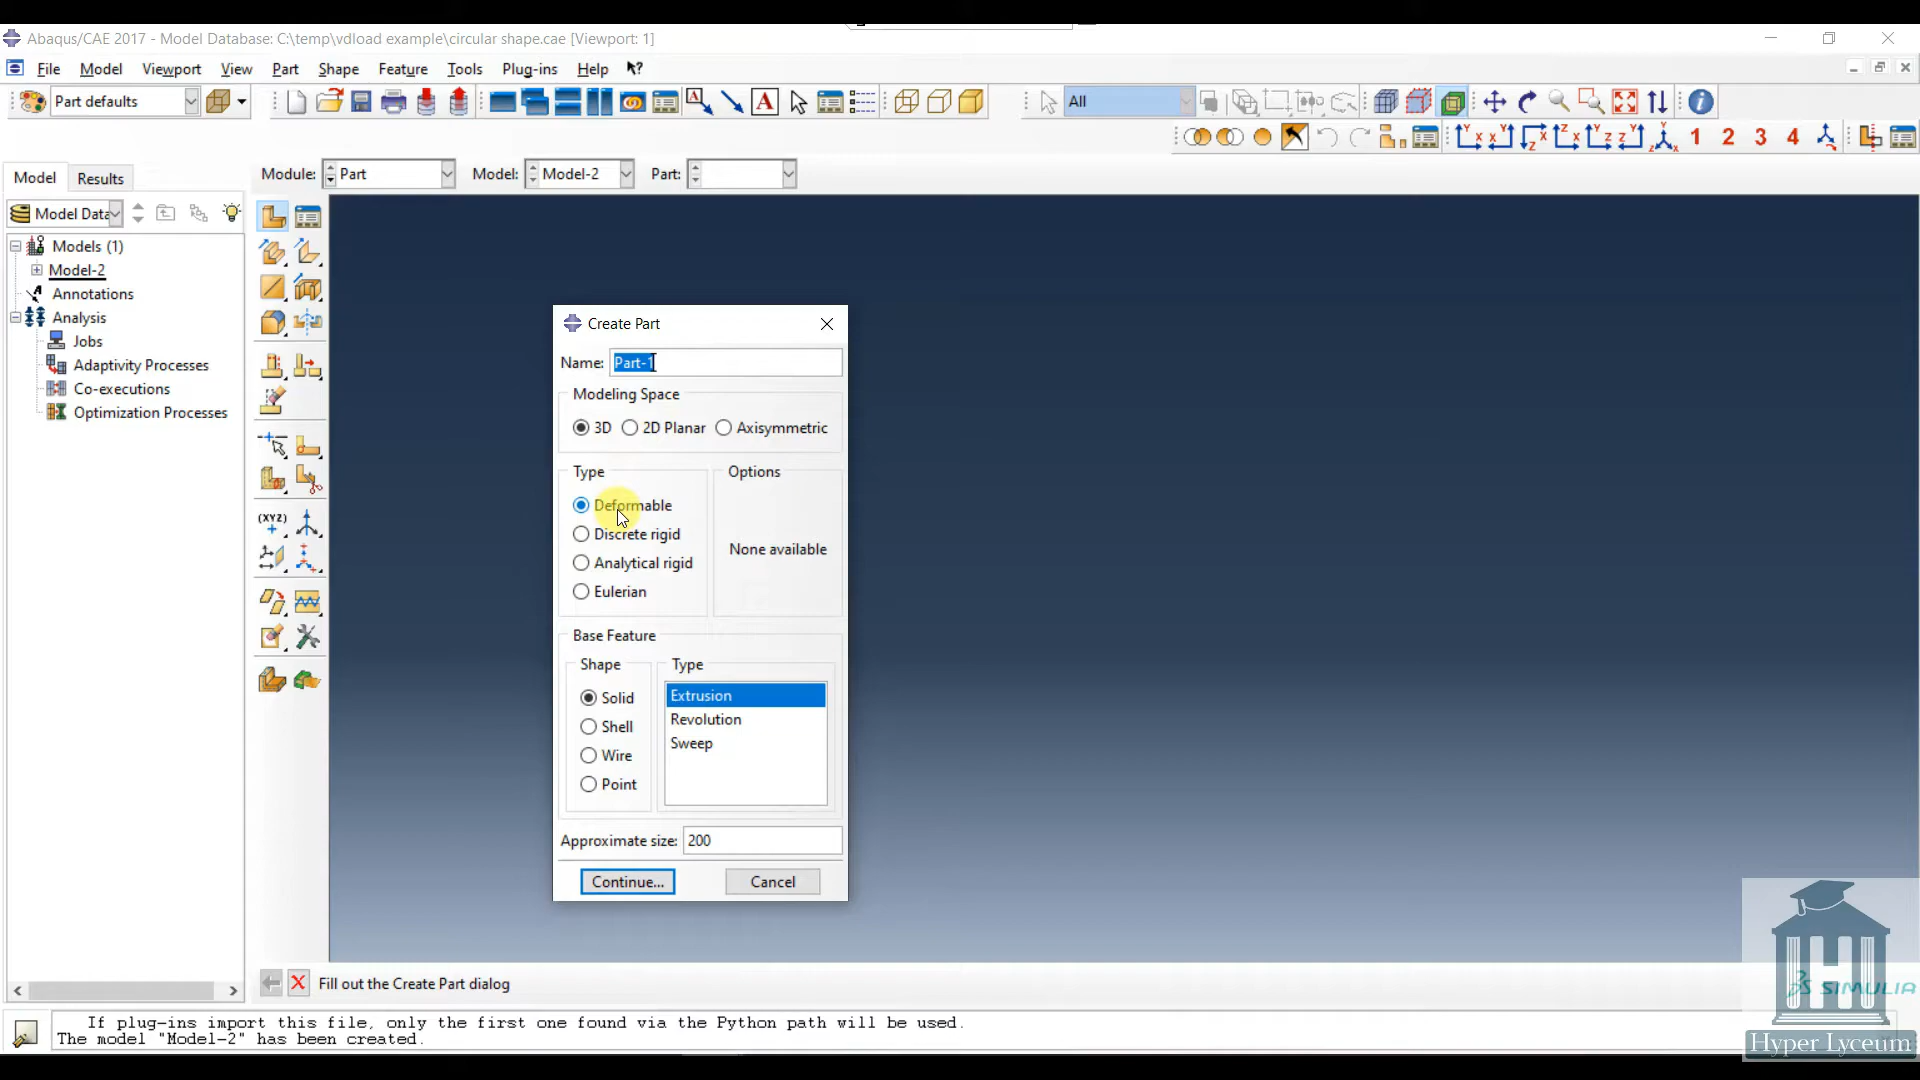 Abaqus/CAE 2017 - Model Database: C:\temp\vdload example\circular shape.cae [Viewport: 1]
File Model Viewport View Part Shape Feature Tools Plug-ins Help
Part defaults
All
1 2 3 4
Model Results
Module: Part Model: Model-2 Part:
Model Data
Models (1)
Model-2
Annotations
Analysis
Jobs
Adaptivity Processes
Co-executions
Optimization Processes
(XYZ)
Create Part
Name: Part-1
Modeling Space
3D 2D Planar Axisymmetric
Type Options
Deformable
Discrete rigid
Analytical rigid
Eulerian
None available
Base Feature
Shape Type
Solid
Shell
Wire
Point
Extrusion
Revolution
Sweep
Approximate size: 200
Continue... Cancel
Fill out the Create Part dialog
If plug-ins import this file, only the first one found via the Python path will be used.
The model "Model-2" has been created.
SIMULIA
Hyper Lyceum